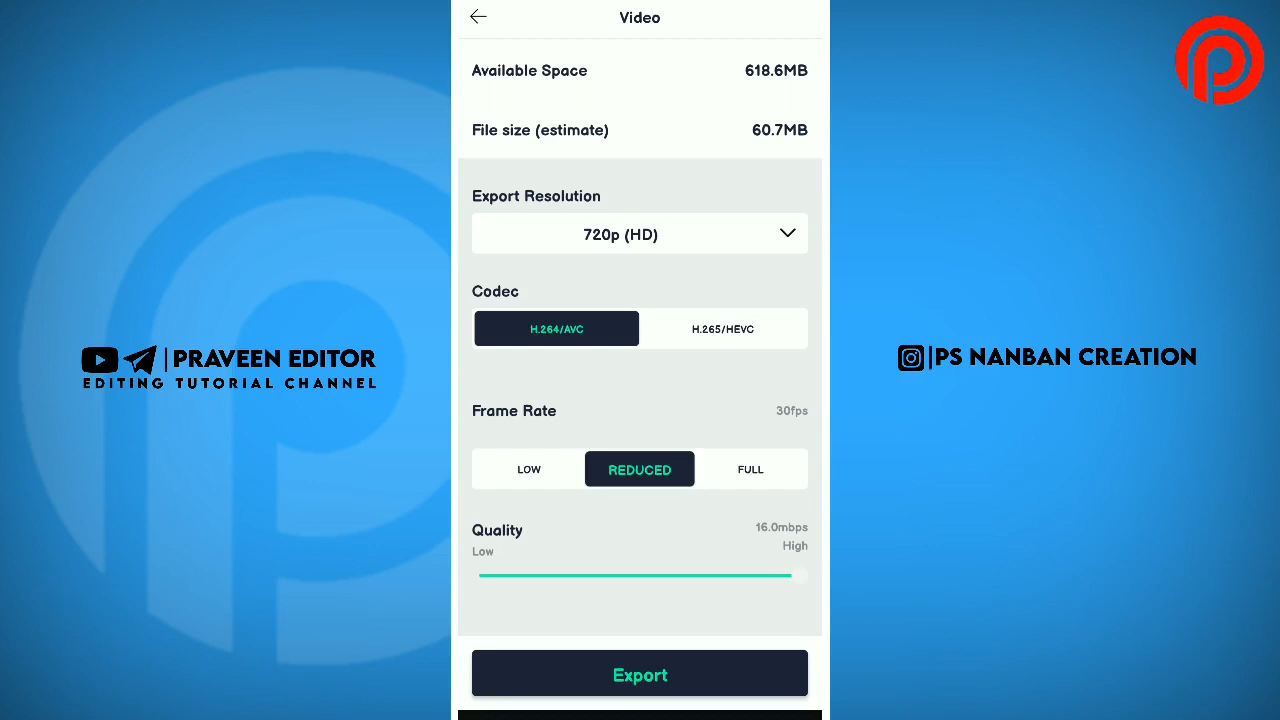 Video
Available Space 618.6MB
File size (estimate) 60.7MB
Export Resolution
720p (HD)
Codec
H.264/AVC H.265/HEVC
Frame Rate 30fps
LOW REDUCED FULL
Quality 16.0mbps
Low High
Export
|PRAVEEN EDITOR
EDITING TUTORIAL CHANNEL
|PS NANBAN CREATION